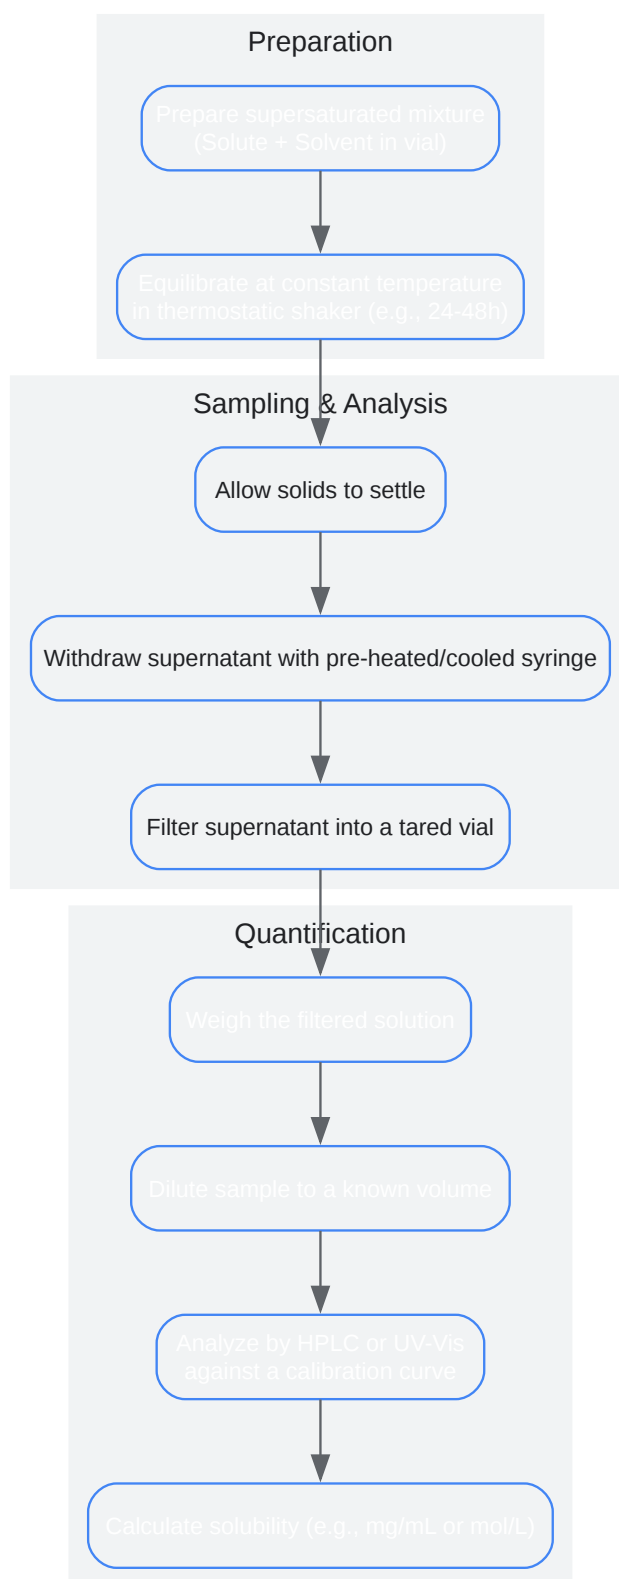 Preparation
Prepare supersaturated mixture
(Solute + Solvent in vial)
Equilibrate at constant temperature
in thermostatic shaker (e.g., 24-48h)
Sampling & Analysis
Allow solids to settle
Withdraw supernatant with pre-heated/cooled syringe
Filter supernatant into a tared vial
Quantification
Weigh the filtered solution
Dilute sample to a known volume
Analyze by HPLC or UV-Vis
against a calibration curve
Calculate solubility (e.g., mg/mL or mol/L)